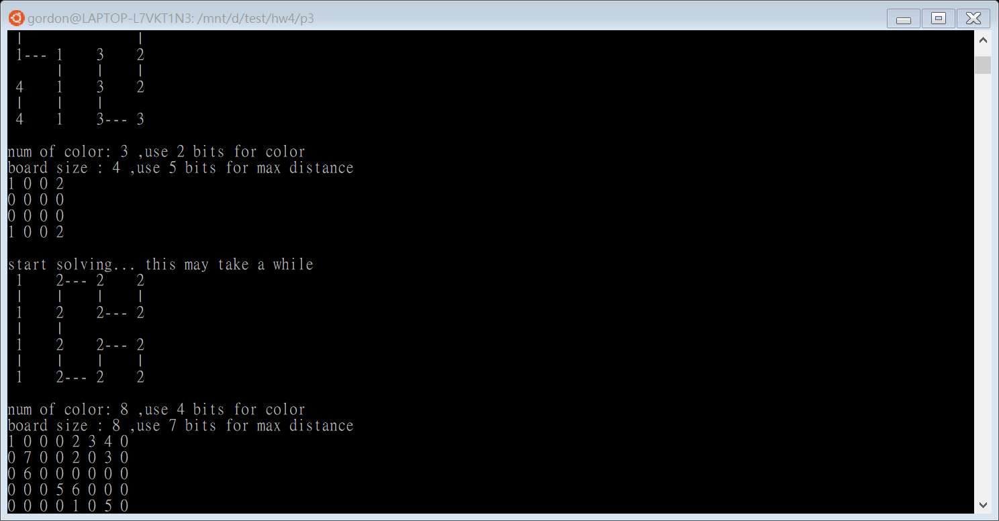 gordon@LAPTOP-L7VKT1N3: /mnt/d/test/hw4/p3
 |              |
 1--- 1    3    2
      |    |    |
 4    1    3    2
 |    |    |
 4    1    3--- 3
num of color: 3 ,use 2 bits for color
board size : 4 ,use 5 bits for max distance
1 0 0 2
0 0 0 0
0 0 0 0
1 0 0 2
start solving... this may take a while
 1    2--- 2    2
 |    |    |    |
 1    2    2--- 2
 |    |
 1    2    2--- 2
 |    |    |    |
 1    2--- 2    2
num of color: 8 ,use 4 bits for color
board size : 8 ,use 7 bits for max distance
1 0 0 0 2 3 4 0
0 7 0 0 2 0 3 0
0 6 0 0 0 0 0 0
0 0 0 5 6 0 0 0
0 0 0 0 1 0 5 0